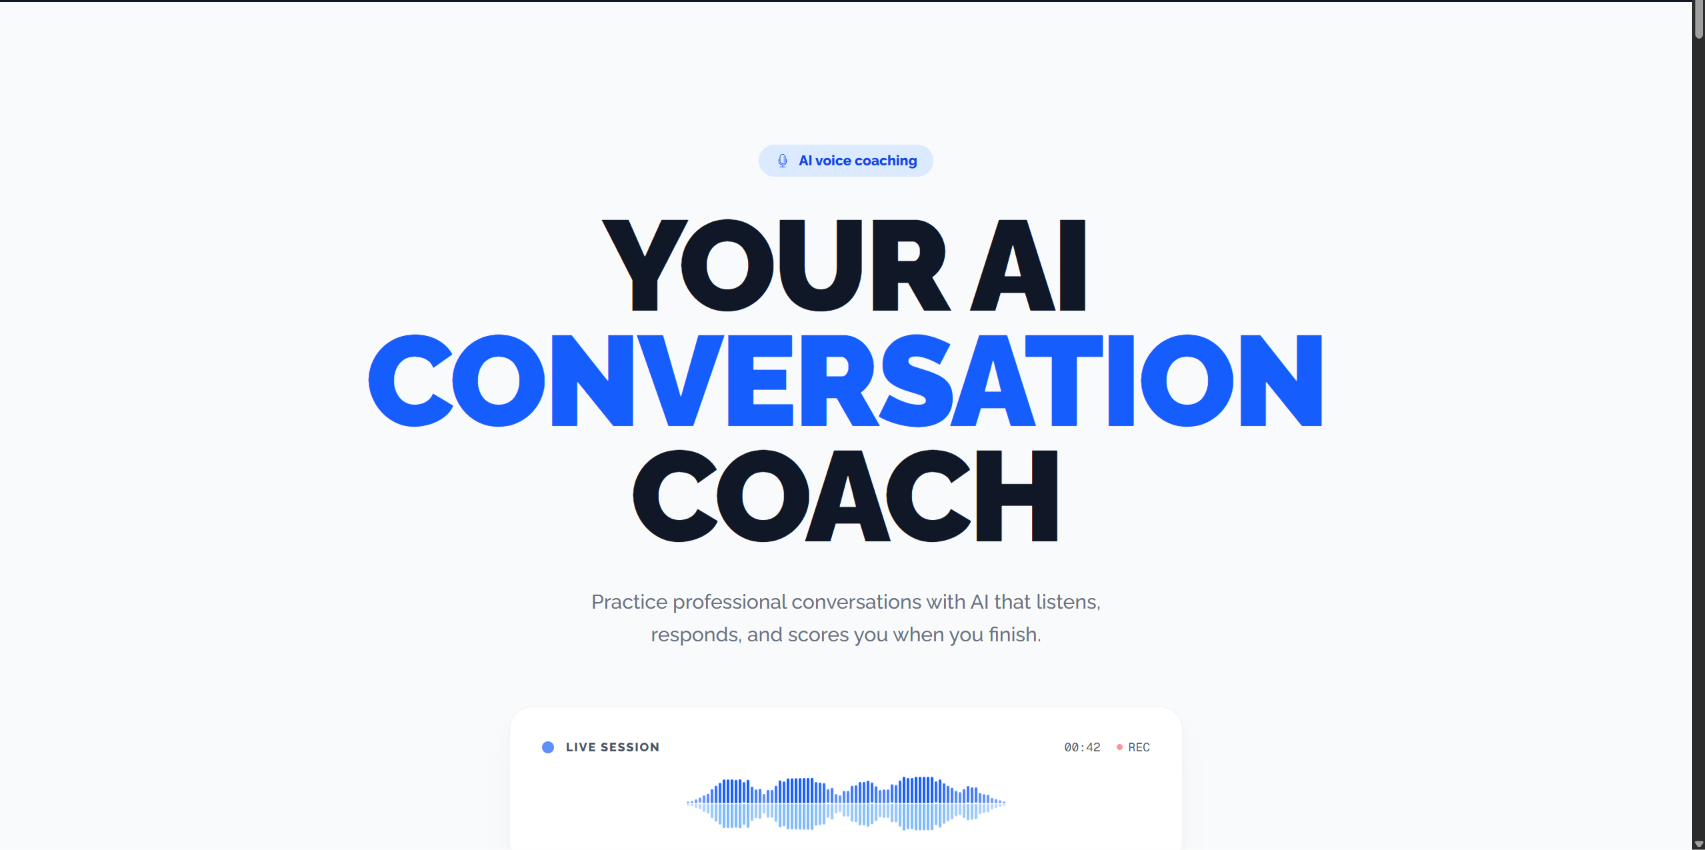 AI voice coaching
YOUR AI
CONVERSATION
COACH
Practice professional conversations with AI that listens,
responds, and scores you when you finish.
LIVE SESSION 00:42 REC